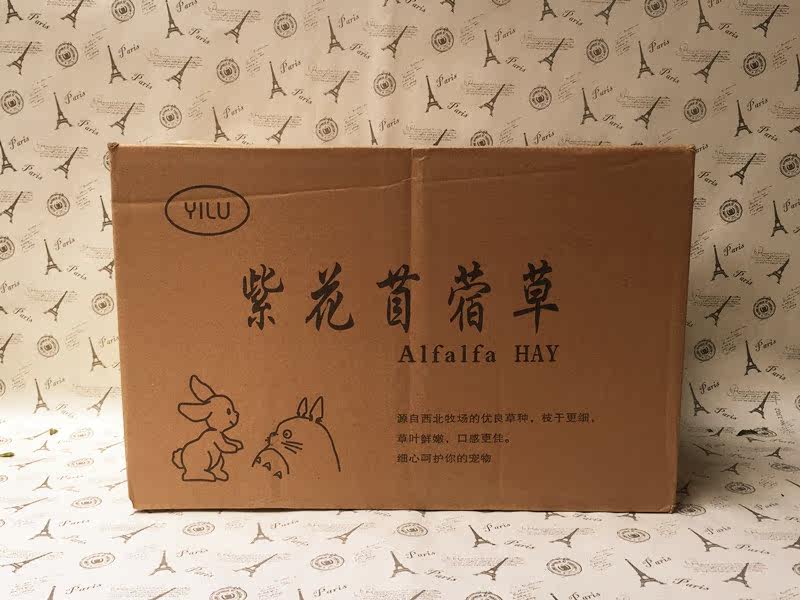 YILU
紫花苜蓿草
Alfalfa HAY
源自西北牧场的优良草种，枝干更细，
草叶鲜嫩，口感更佳。
细心呵护你的宠物